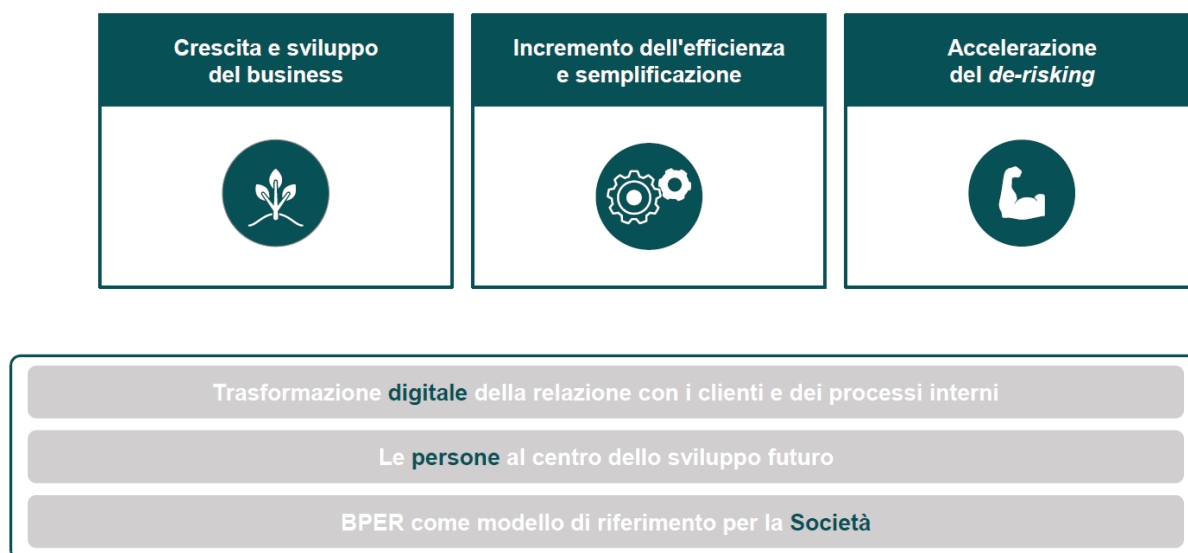 Crescita e sviluppo
del business
Incremento dell'efficienza
e semplificazione
Accelerazione
del de-risking
Trasformazione digitale della relazione con i clienti e dei processi interni
Le persone al centro dello sviluppo futuro
BPER come modello di riferimento per la Società